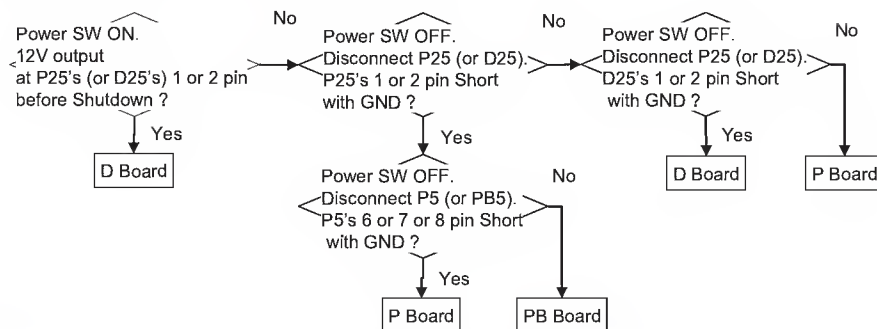 Power SW ON.
12V output
at P25's (or D25's) 1 or 2 pin
before Shutdown ?
No
Yes
D Board
Power SW OFF.
Disconnect P25 (or D25).
P25's 1 or 2 pin Short
with GND ?
No
Yes
Power SW OFF.
Disconnect P25 (or D25).
D25's 1 or 2 pin Short
with GND ?
No
Yes
D Board
P Board
Power SW OFF.
Disconnect P5 (or PB5).
P5's 6 or 7 or 8 pin Short
with GND ?
No
Yes
P Board
PB Board